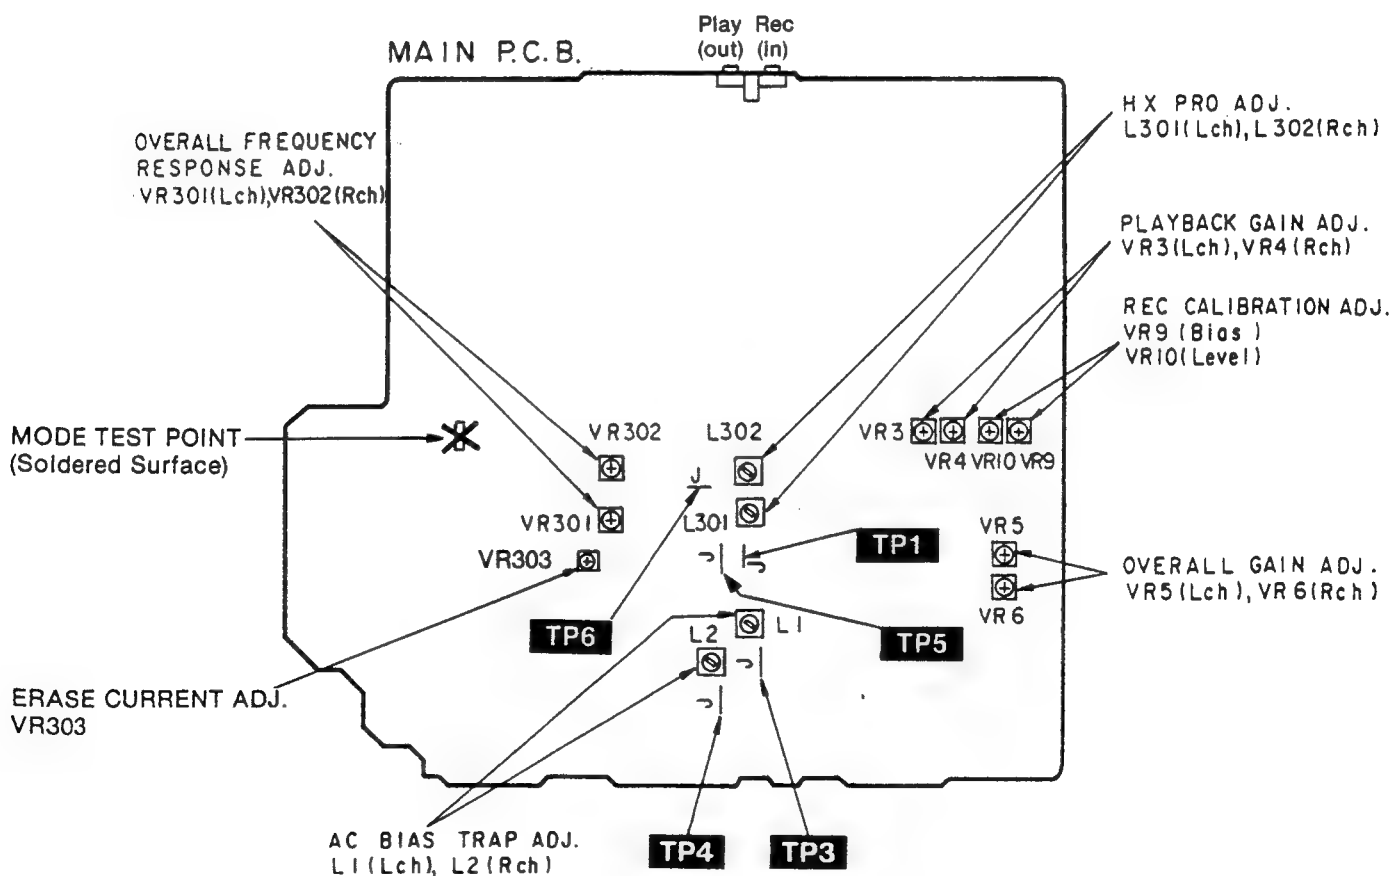 Play Rec
(out) (in)
MAIN P.C.B.
HX PRO ADJ.
L301(Lch), L302(Rch)
OVERALL FREQUENCY
RESPONSE ADJ.
VR301(Lch),VR302(Rch)
PLAYBACK GAIN ADJ.
VR3(Lch),VR4(Rch)
REC CALIBRATION ADJ.
VR9 (Bias )
VR10(Level)
MODE TEST POINT
(Soldered Surface)
VR302
L302
VR3
VR4 VR10 VR9
J
VR301
L301
TP1
VR5
VR303
J
J
OVERALL GAIN ADJ.
VR5(Lch), VR6(Rch)
VR6
TP6
L2
L1
TP5
J
ERASE CURRENT ADJ.
VR303
J
AC BIAS TRAP ADJ.
L1(Lch), L2(Rch)
TP4
TP3